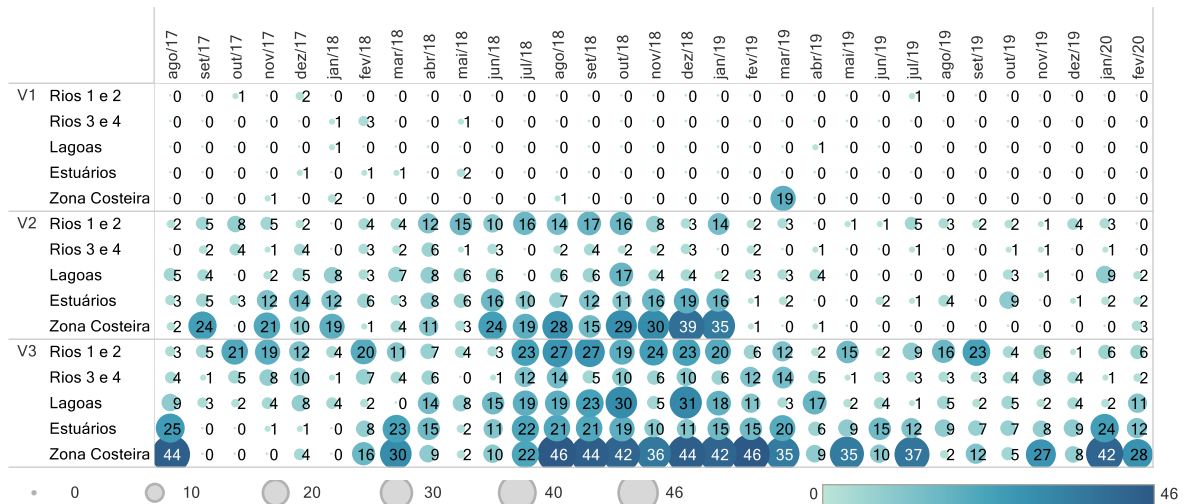 ago/17 set/17 out/17 nov/17 dez/17 jan/18 fev/18 mar/18 abr/18 mai/18 jun/18 jul/18 ago/18 set/18 out/18 nov/18 dez/18 jan/19 fev/19 mar/19 abr/19 mai/19 jun/19 jul/19 ago/19 set/19 out/19 nov/19 dez/19 jan/20 fev/20
V1 Rios 1 e 2 0 0 1 0 2 0 0 0 0 0 0 0 0 0 0 0 0 0 0 0 0 0 0 1 0 0 0 0 0 0 0
Rios 3 e 4 0 0 0 0 0 1 3 0 0 1 0 0 0 0 0 0 0 0 0 0 0 0 0 0 0 0 0 0 0 0 0
Lagoas 0 0 0 0 0 1 0 0 0 0 0 0 0 0 0 0 0 0 0 0 1 0 0 0 0 0 0 0 0 0 0
Estuários 0 0 0 0 1 0 1 1 0 2 0 0 0 0 0 0 0 0 0 0 0 0 0 0 0 0 0 0 0 0 0
Zona Costeira 0 0 0 1 0 2 0 0 0 0 0 0 1 0 0 0 0 0 0 19 0 0 0 0 0 0 0 0 0 0 0
V2 Rios 1 e 2 2 5 8 5 2 0 4 4 12 15 10 16 14 17 16 8 3 14 2 3 0 1 1 5 3 2 2 1 4 3 0
Rios 3 e 4 0 2 4 1 4 0 3 2 6 1 3 0 2 4 2 2 3 0 2 0 1 0 0 1 0 0 1 1 0 1 0
Lagoas 5 4 0 2 5 8 3 7 8 6 6 0 6 6 17 4 4 2 3 3 4 0 0 0 0 0 3 1 0 9 2
Estuários 3 5 3 12 14 12 6 3 8 6 16 10 7 12 11 16 19 16 1 2 0 0 2 1 4 0 9 0 1 2 2
Zona Costeira 2 24 0 21 10 19 1 4 11 3 24 19 28 15 29 30 39 35 1 0 1 0 0 0 0 0 0 0 0 0 3
V3 Rios 1 e 2 3 5 21 19 12 4 20 11 7 4 3 23 27 27 19 24 23 20 6 12 2 15 2 9 16 23 4 6 1 6 6
Rios 3 e 4 4 1 5 8 10 1 7 4 6 0 1 12 14 5 10 6 10 6 12 14 5 1 3 3 3 3 4 8 4 1 2
Lagoas 9 3 2 4 8 4 2 0 14 8 15 19 19 23 30 5 31 18 11 3 17 2 4 1 5 2 5 2 4 2 11
Estuários 25 0 0 1 1 0 8 23 15 2 11 22 21 21 19 10 11 15 15 20 6 9 15 12 9 7 7 8 9 24 12
Zona Costeira 44 0 0 0 4 0 16 30 9 2 10 22 46 44 42 36 44 42 46 35 9 35 10 37 2 12 5 27 8 42 28
0 10 20 30 40 46 0 46